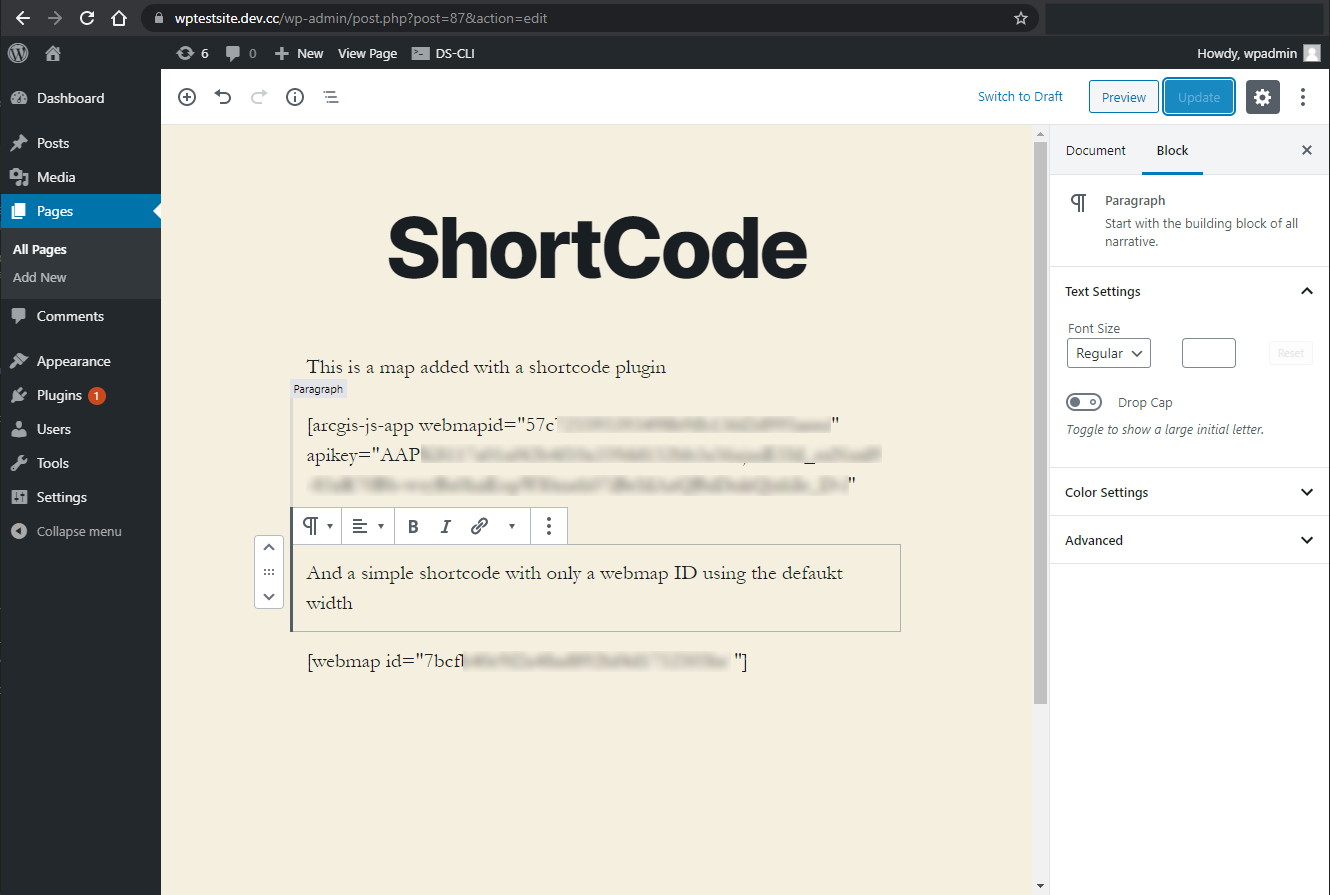 wptestsite.dev.cc/wp-admin/post.php?post=87&action=edit
6 0 New View Page DS-CLI Howdy, wpadmin
Dashboard
Posts
Media
Pages
All Pages
Add New
Comments
Appearance
Plugins 1
Users
Tools
Settings
Collapse menu
Switch to Draft Preview Update
ShortCode
This is a map added with a shortcode plugin
Paragraph
[arcgis-js-app webmapid="57c "
apikey="AAP
"
B I
And a simple shortcode with only a webmap ID using the defaukt
width
[webmap id="7bcf "]
Document Block
Paragraph
Start with the building block of all
narrative.
Text Settings
Font Size
Regular Reset
Drop Cap
Toggle to show a large initial letter.
Color Settings
Advanced